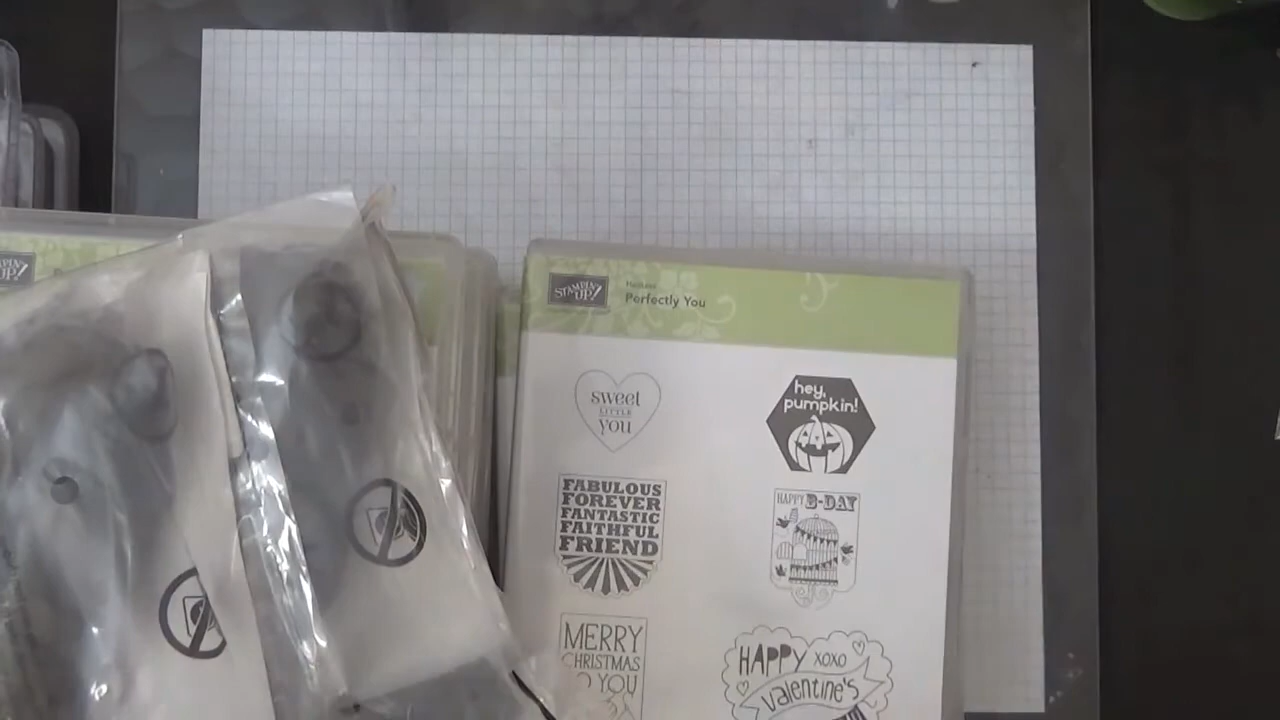 STAMPIN' UP!
Hostess
Perfectly You
sweet
LITTLE
you
hey,
pumpkin!
FABULOUS
FOREVER
FANTASTIC
FAITHFUL
FRIEND
HAPPY B-DAY
MERRY
CHRISTMAS
TO YOU
HAPPY XOXO
valentine's